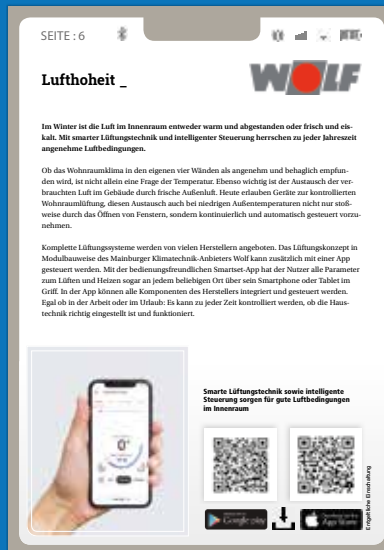 SEITE : 6
Lufthoheit _
WOLF
Im Winter ist die Luft im Innenraum entweder warm und abgestanden oder frisch und eis-
kalt. Mit smarter Lüftungstechnik und intelligenter Steuerung herrschen zu jeder Jahreszeit
angenehme Luftbedingungen.
Ob das Wohnraumklima in den eigenen vier Wänden als angenehm und behaglich empfun-
den wird, ist nicht allein eine Frage der Temperatur. Ebenso wichtig ist der Austausch der ver-
brauchten Luft im Gebäude durch frische Außenluft. Heute erlauben Geräte zur kontrollierten
Wohnraumlüftung, diesen Austausch auch bei niedrigen Außentemperaturen nicht nur stoß-
weise durch das Öffnen von Fenstern, sondern kontinuierlich und automatisch gesteuert vorzu-
nehmen.
Komplette Lüftungssysteme werden von vielen Herstellern angeboten. Das Lüftungskonzept in
Modulbauweise des Mainburger Klimatechnik-Anbieters Wolf kann zusätzlich mit einer App
gesteuert werden. Mit der bedienungsfreundlichen Smartset-App hat der Nutzer alle Parameter
zum Lüften und Heizen sogar an jedem beliebigen Ort über sein Smartphone oder Tablet im
Griff. In der App können alle Komponenten des Herstellers integriert und gesteuert werden.
Egal ob in der Arbeit oder im Urlaub: Es kann zu jeder Zeit kontrolliert werden, ob die Haus-
technik richtig eingestellt ist und funktioniert.
0°
Smarte Lüftungstechnik sowie intelligente
Steuerung sorgen für gute Luftbedingungen
im Innenraum
Google play
App Store
Entgeltliche Einschaltung